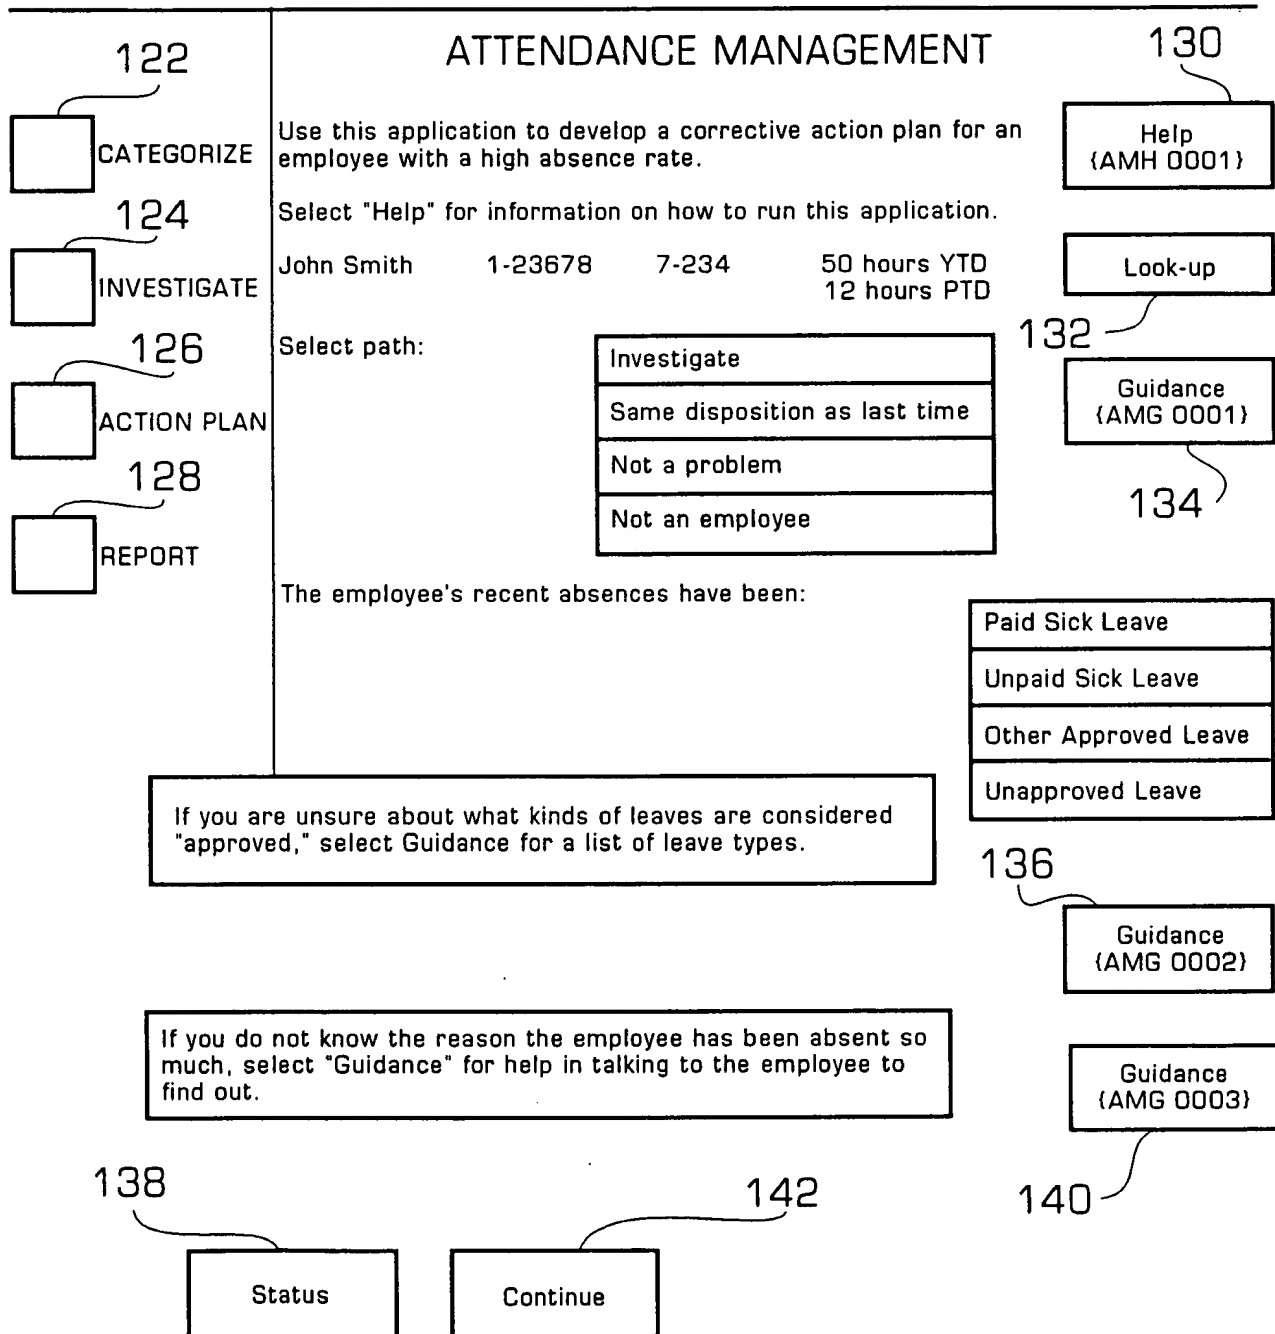 ATTENDANCE MANAGEMENT
122
130
CATEGORIZE
Use this application to develop a corrective action plan for an
employee with a high absence rate.
Help
(AMH 0001)
124
Select "Help" for information on how to run this application.
INVESTIGATE
John Smith 1-23678 7-234 50 hours YTD
12 hours PTD
Look-up
132
126
Select path:
Investigate
Same disposition as last time
Not a problem
Not an employee
Guidance
(AMG 0001)
134
ACTION PLAN
128
REPORT
The employee's recent absences have been:
Paid Sick Leave
Unpaid Sick Leave
Other Approved Leave
Unapproved Leave
If you are unsure about what kinds of leaves are considered
"approved," select Guidance for a list of leave types.
136
Guidance
(AMG 0002)
If you do not know the reason the employee has been absent so
much, select "Guidance" for help in talking to the employee to
find out.
Guidance
(AMG 0003)
140
138
142
Status
Continue